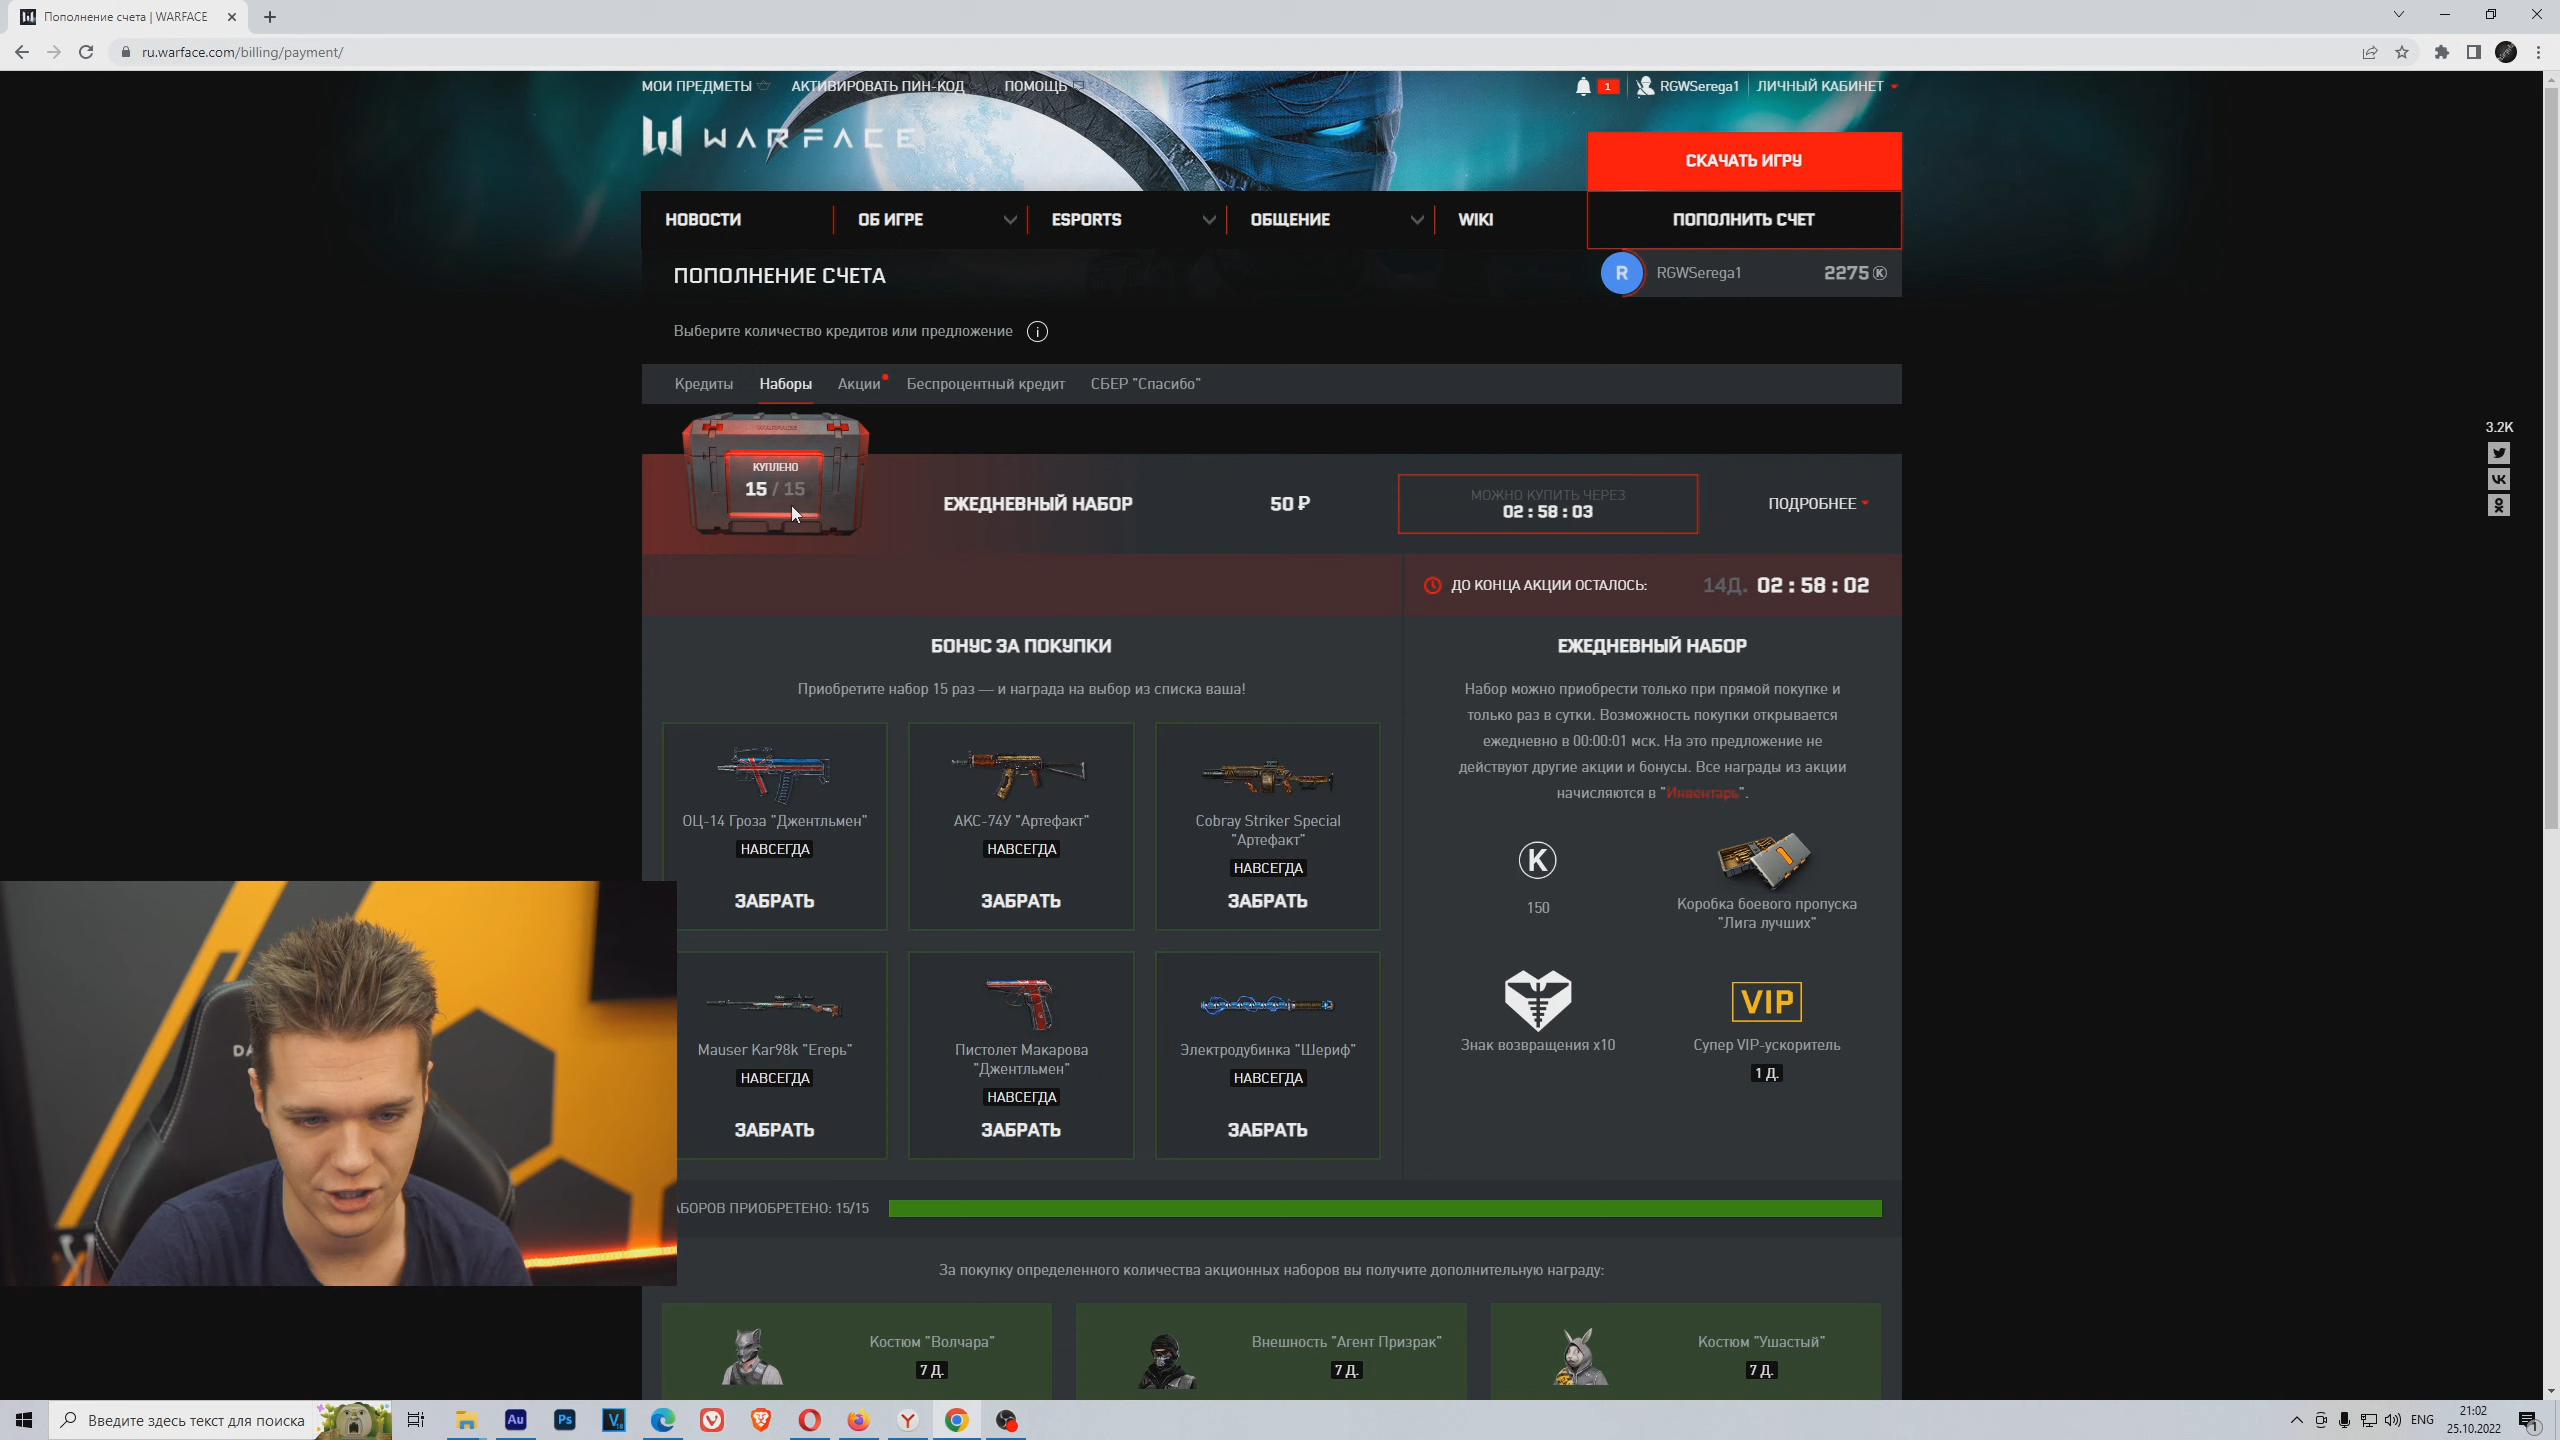 Пополнение счета | WARFACE
ru.warface.com/billing/payment/
МОИ ПРЕДМЕТЫ
АКТИВИРОВАТЬ ПИН-КОД
ПОМОЩЬ
1
RGWSerega1
ЛИЧНЫЙ КАБИНЕТ
WARFACE
СКАЧАТЬ ИГРУ
НОВОСТИ
ОБ ИГРЕ
ESPORTS
ОБЩЕНИЕ
WIKI
ПОПОЛНИТЬ СЧЕТ
ПОПОЛНЕНИЕ СЧЕТА
R
RGWSerega1
2275 K
Выберите количество кредитов или предложение
Кредиты
Наборы
Акции
Беспроцентный кредит
СБЕР "Спасибо"
3.2K
WARFACE
КУПЛЕНО
15 / 15
ЕЖЕДНЕВНЫЙ НАБОР
50 ₽
МОЖНО КУПИТЬ ЧЕРЕЗ
02 : 58 : 03
ПОДРОБНЕЕ
ДО КОНЦА АКЦИИ ОСТАЛОСЬ:
14Д. 02 : 58 : 02
БОНУС ЗА ПОКУПКИ
Приобретите набор 15 раз — и награда на выбор из списка ваша!
ОЦ-14 Гроза "Джентльмен"
НАВСЕГДА
ЗАБРАТЬ
АКС-74У "Артефакт"
НАВСЕГДА
ЗАБРАТЬ
Cobray Striker Special
"Артефакт"
НАВСЕГДА
ЗАБРАТЬ
Mauser Kar98k "Егерь"
НАВСЕГДА
ЗАБРАТЬ
Пистолет Макарова
"Джентльмен"
НАВСЕГДА
ЗАБРАТЬ
Электродубинка "Шериф"
НАВСЕГДА
ЗАБРАТЬ
ЕЖЕДНЕВНЫЙ НАБОР
Набор можно приобрести только при прямой покупке и
только раз в сутки. Возможность покупки открывается
ежедневно в 00:00:01 мск. На это предложение не
действуют другие акции и бонусы. Все награды из акции
начисляются в "Инвентарь".
K
150
Коробка боевого пропуска
"Лига лучших"
Знак возвращения x10
VIP
Супер VIP-ускоритель
1 Д.
АБОРОВ ПРИОБРЕТЕНО: 15/15
За покупку определенного количества акционных наборов вы получите дополнительную награду:
Костюм "Волчара"
7 Д.
Внешность "Агент Призрак"
7 Д.
Костюм "Ушастый"
7 Д.
DA
Введите здесь текст для поиска
Au
Ps
V
Y
ENG
21:02
25.10.2022
1